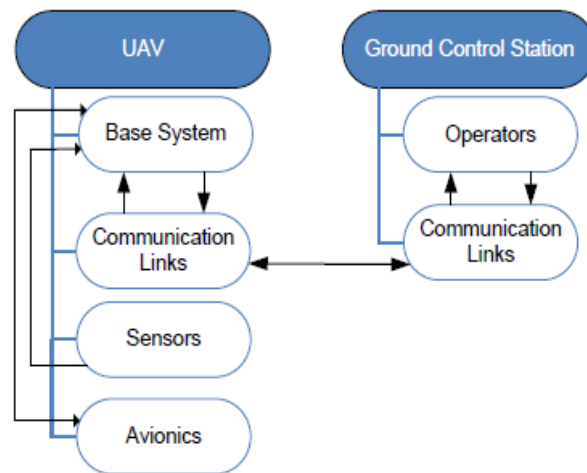 UAV
Ground Control Station
Base System
Operators
Communication
Links
Communication
Links
Sensors
Avionics